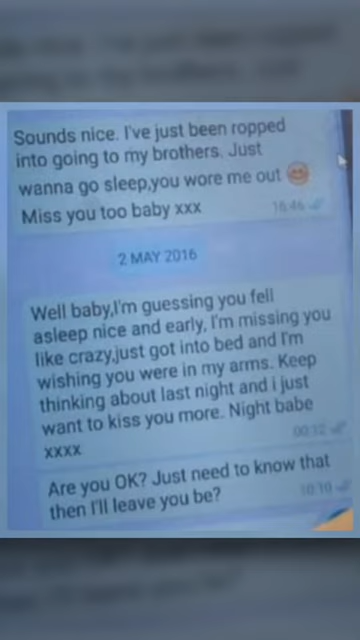 Sounds nice. I've just been ropped
into going to my brothers. Just
wanna go sleep,you wore me out
Miss you too baby xxx
16:46
2 MAY 2016
Well baby,I'm guessing you fell
asleep nice and early, I'm missing you
like crazy,just got into bed and I'm
wishing you were in my arms. Keep
thinking about last night and i just
want to kiss you more. Night babe
xxxx
00:12
Are you OK? Just need to know that
then I'll leave you be?
10:10